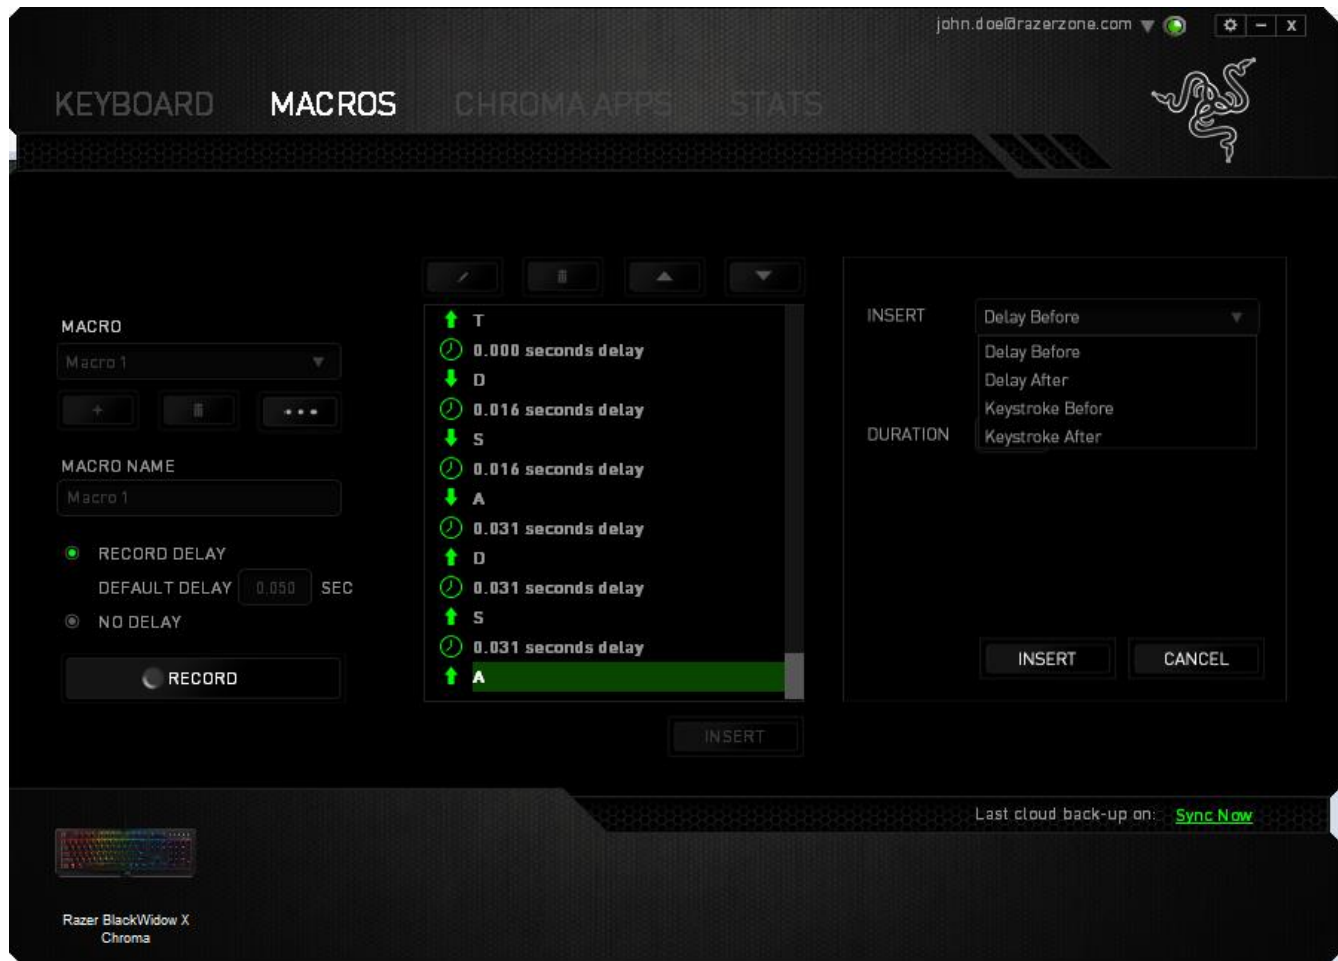 john.doe@razerzone.com
KEYBOARD MACROS CHROMA APPS STATS
MACRO
Macro 1
MACRO NAME
Macro 1
RECORD DELAY
DEFAULT DELAY 0.050 SEC
NO DELAY
RECORD
T
0.000 seconds delay
D
0.016 seconds delay
S
0.016 seconds delay
A
0.031 seconds delay
D
0.031 seconds delay
S
0.031 seconds delay
A
INSERT
INSERT Delay Before
Delay Before
Delay After
Keystroke Before
DURATION Keystroke After
INSERT CANCEL
Last cloud back-up on: Sync Now
Razer BlackWidow X
Chroma